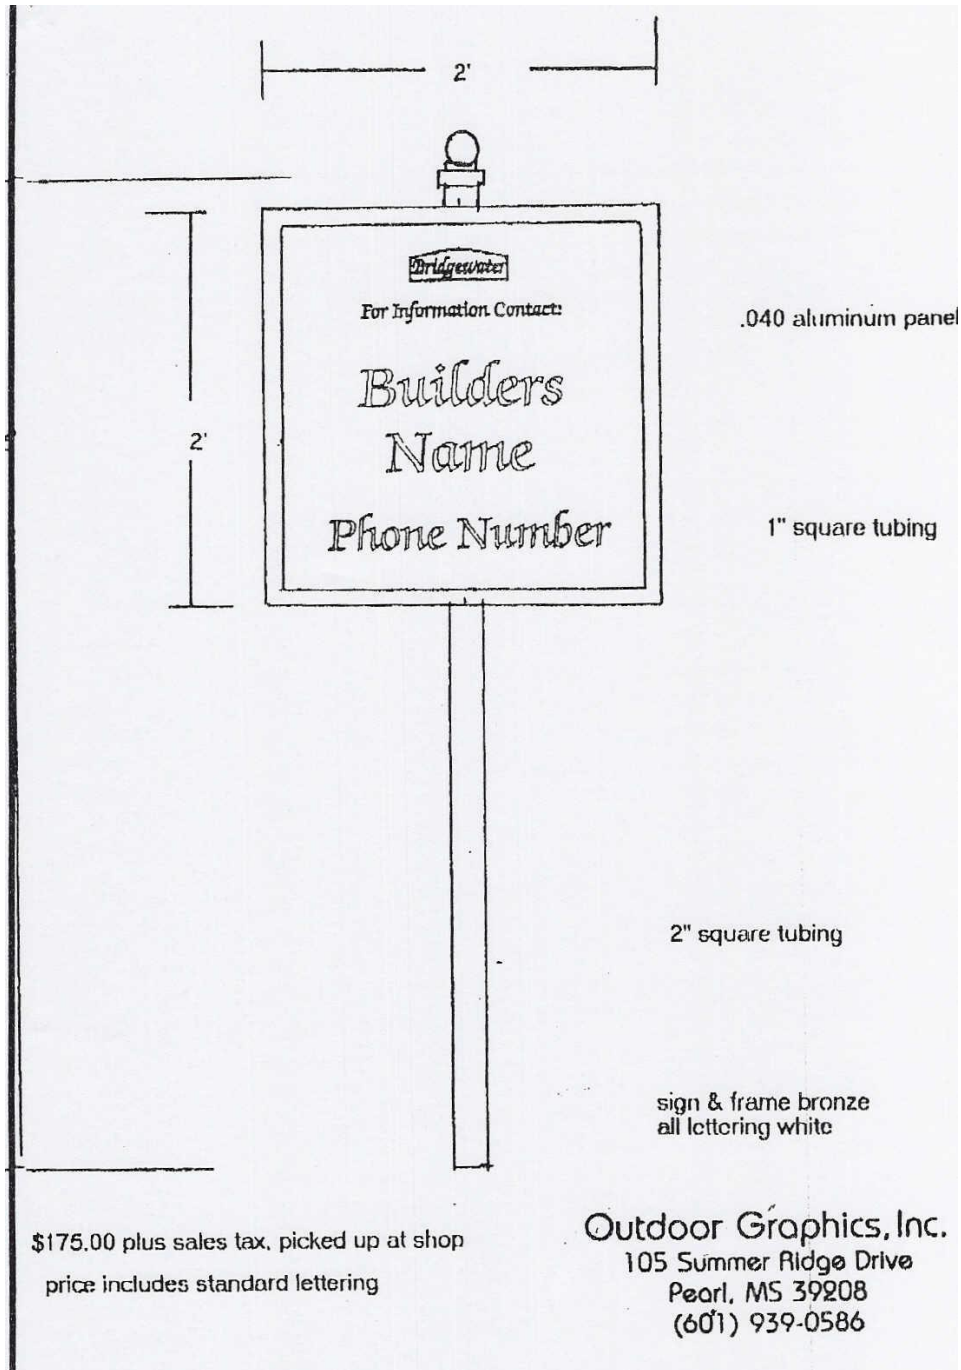 2'
Bridgewater
For Information Contact:
.040 aluminum panel
Builders
Name
2'
Phone Number
1" square tubing
2" square tubing
sign & frame bronze
all lettering white
$175.00 plus sales tax, picked up at shop
price includes standard lettering
Outdoor Graphics, Inc.
105 Summer Ridge Drive
Pearl, MS 39208
(601) 939-0586